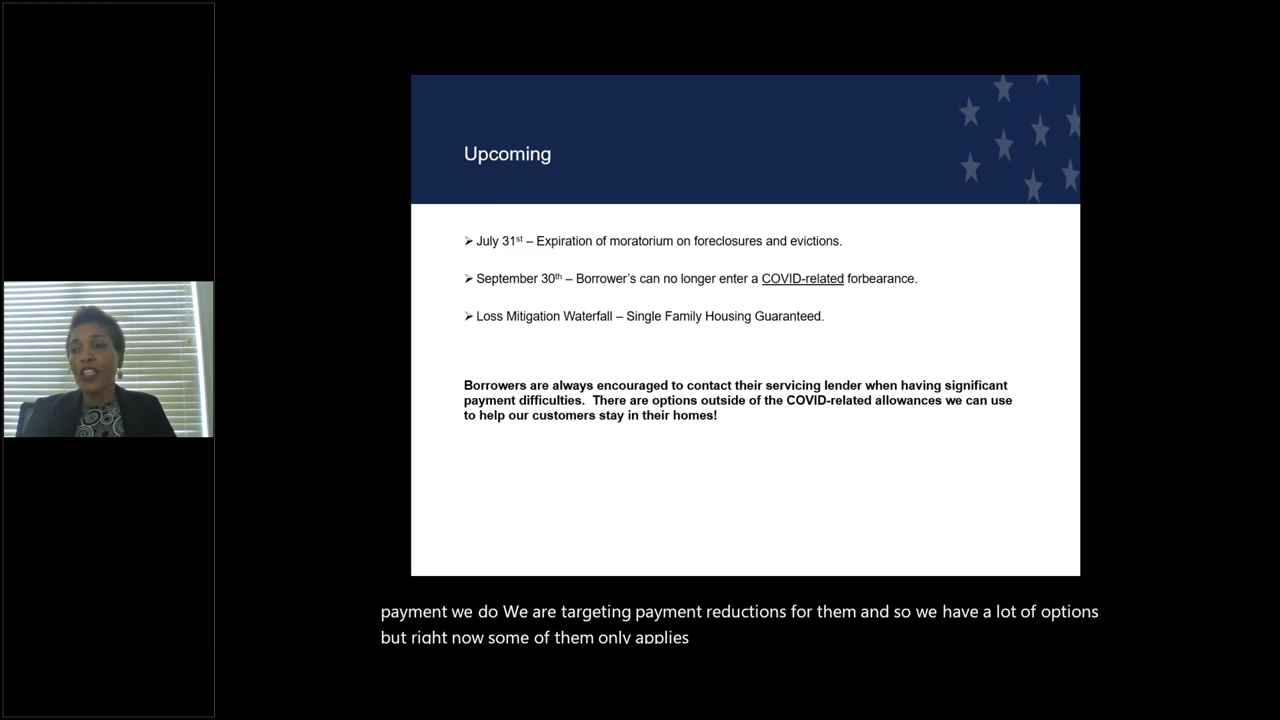 Upcoming
➢ July 31st – Expiration of moratorium on foreclosures and evictions.
➢ September 30th – Borrower's can no longer enter a COVID-related forbearance.
➢ Loss Mitigation Waterfall – Single Family Housing Guaranteed.
Borrowers are always encouraged to contact their servicing lender when having significant
payment difficulties.  There are options outside of the COVID-related allowances we can use
to help our customers stay in their homes!
payment we do We are targeting payment reductions for them and so we have a lot of options
but right now some of them only applies